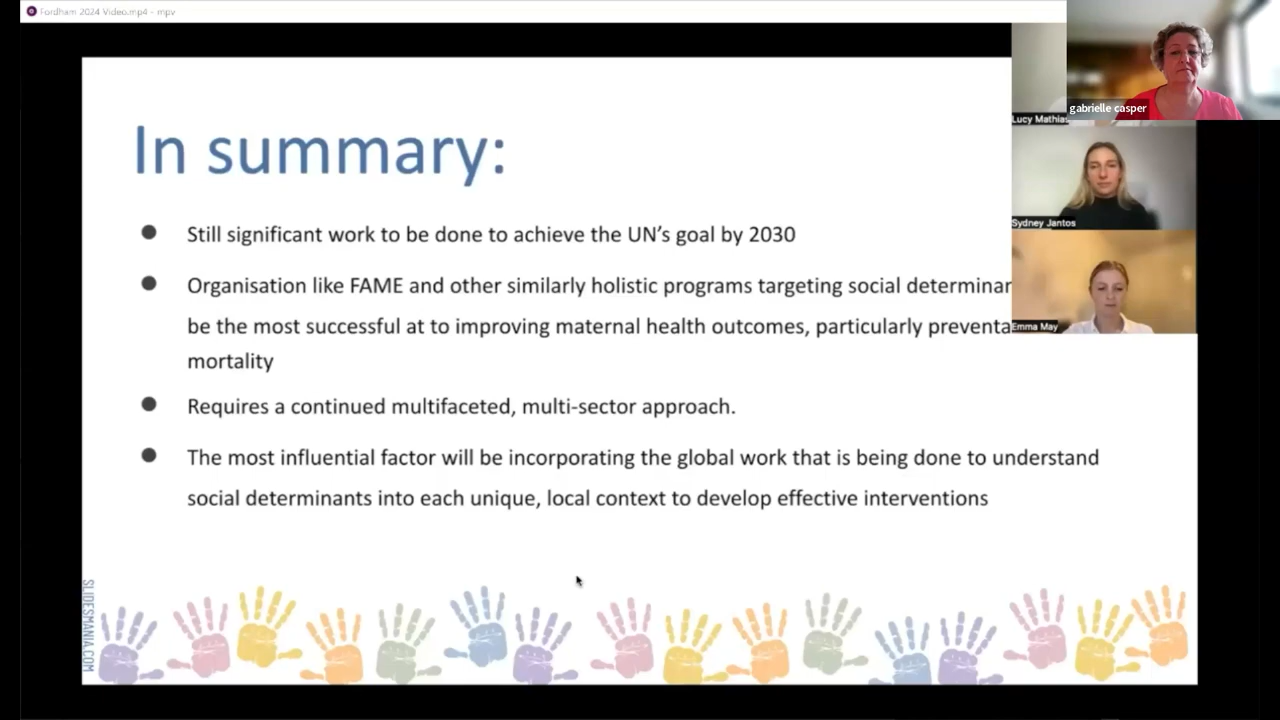 Fordham 2024 Video.mp4 - mpv
gabrielle casper
Lucy Mathias
Sydney Jantos
Emma May
In summary:
Still significant work to be done to achieve the UN's goal by 2030
Organisation like FAME and other similarly holistic programs targeting social
be the most successful at to improving maternal health outcomes, particularly
mortality
Requires a continued multifaceted, multi-sector approach.
The most influential factor will be incorporating the global work that is being done to understand
social determinants into each unique, local context to develop effective interventions
SLIDESMANIA.COM